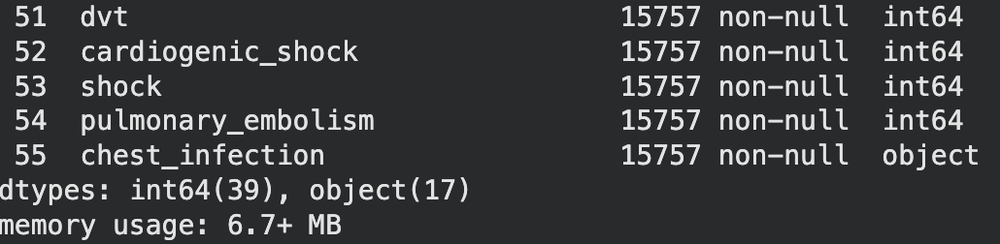 51 dvt 15757 non-null int64
52 cardiogenic_shock 15757 non-null int64
53 shock 15757 non-null int64
54 pulmonary_embolism 15757 non-null int64
55 chest_infection 15757 non-null object
dtypes: int64(39), object(17)
memory usage: 6.7+ MB